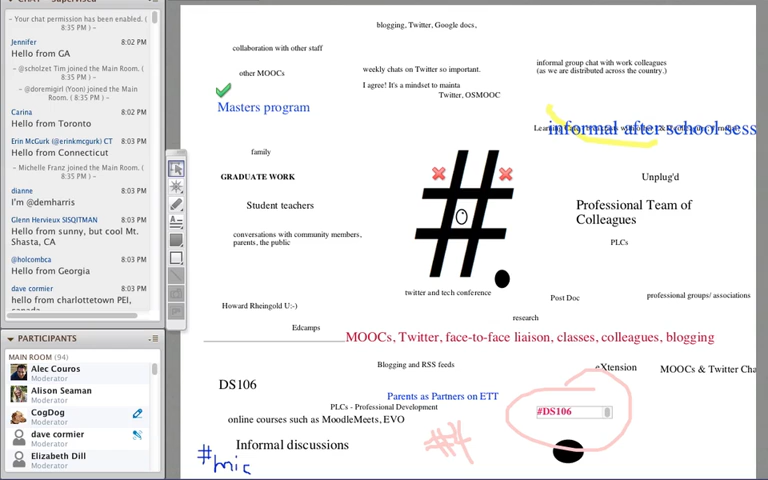 CHAT - Supervised
– Your chat permission has been enabled. (
8:35 PM ) –
Jennifer 8:02 PM
Hello from GA
– @scholzet Tim joined the Main Room. (
8:35 PM ) –
– @doremigirl (Yoon) joined the Main
Room. ( 8:35 PM ) –
Carina 8:02 PM
Hello from Toronto
Erin McGurk (@erinkmcgurk) CT 8:03 PM
Hello from Connecticut
– Michelle Franz joined the Main Room. (
8:35 PM ) –
dianne 8:03 PM
I'm @demharris
Glenn Hervieux SISQITMAN 8:03 PM
Hello from sunny, but cool Mt.
Shasta, CA
@holcombca 8:03 PM
Hello from Georgia
dave cormier 8:03 PM
hello from charlottetown PEI,
canada
PARTICIPANTS
MAIN ROOM (94)
Alec Couros
Moderator
Alison Seaman
Moderator
CogDog
Moderator
dave cormier
Moderator
Elizabeth Dill
Moderator
blogging, Twitter, Google docs,
collaboration with other staff
other MOOCs
weekly chats on Twitter so important.
informal group chat with work colleagues
(as we are distributed across the country.)
I agree! It's a mindset to mainta
Twitter, OSMOOC
Masters program
informal after school sess
family
GRADUATE WORK
Unplug'd
Student teachers
Professional Team of
Colleagues
#
conversations with community members,
parents, the public
PLCs
twitter and tech conference
Post Doc
professional groups/ associations
Howard Rheingold U:-)
research
Edcamps
MOOCs, Twitter, face-to-face liaison, classes, colleagues, blogging
Blogging and RSS feeds
eXtension
MOOCs & Twitter Cha
DS106
Parents as Partners on ETT
PLCs - Professional Development
#DS106
online courses such as MoodleMeets, EVO
Informal discussions
#
#mic